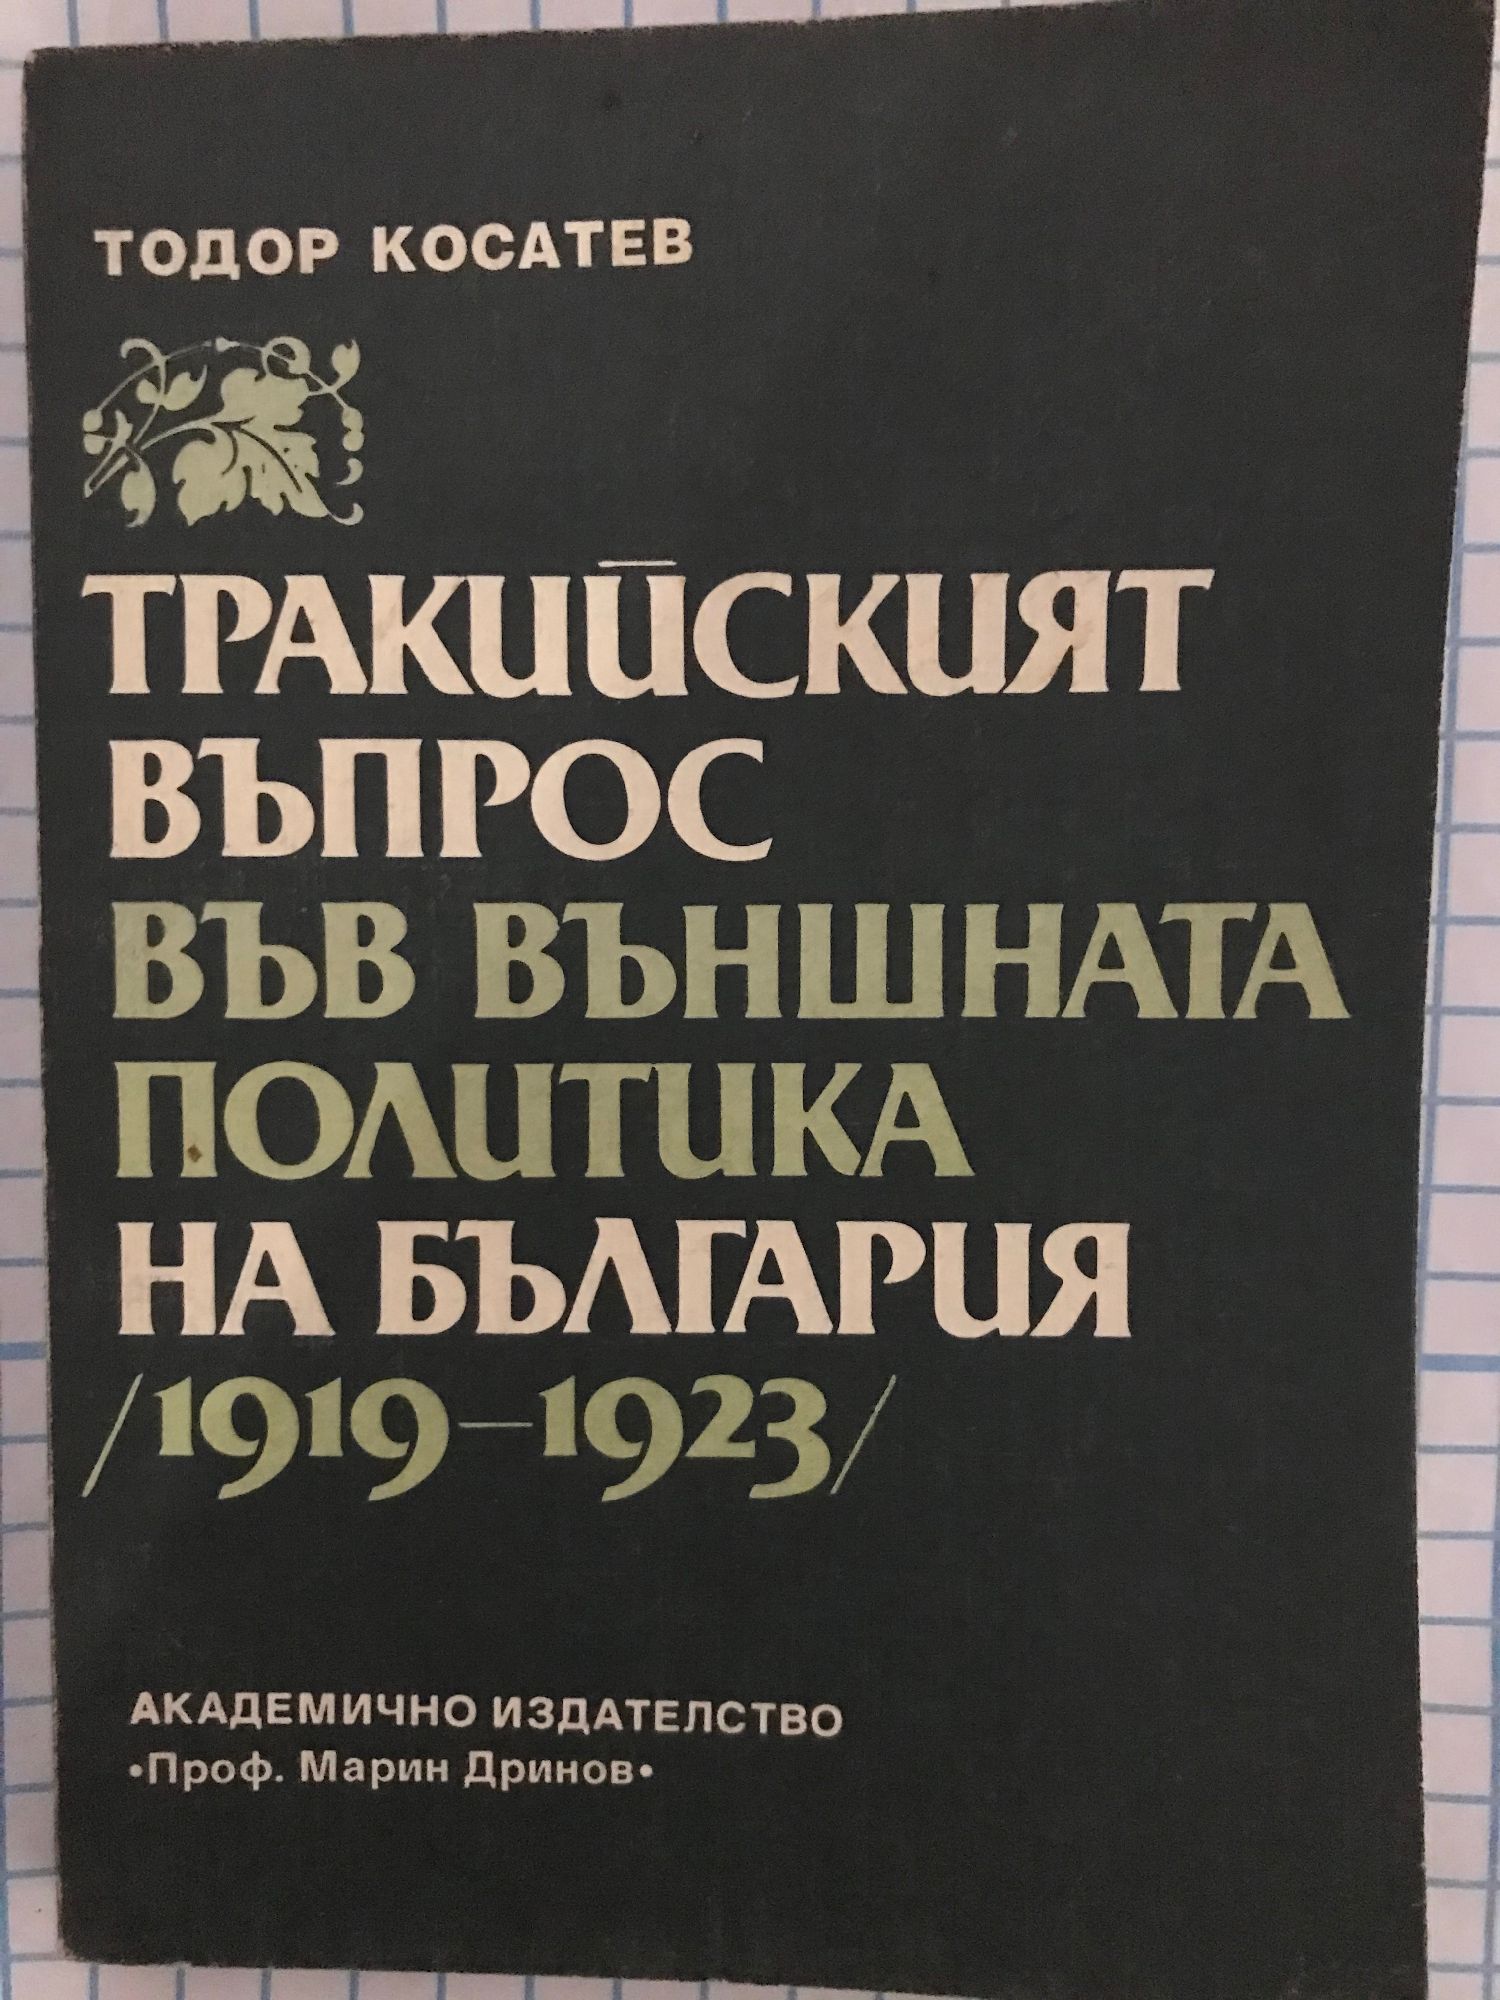 ТОДОР КОСАТЕВ
ТРАКИЙСКИЯТ
ВЪПРОС
ВЪВ ВЪНШНАТА
ПОЛИТИКА
НА БЪЛГАРИЯ
/1919–1923/
АКАДЕМИЧНО ИЗДАТЕЛСТВО
•Проф. Марин Дринов•